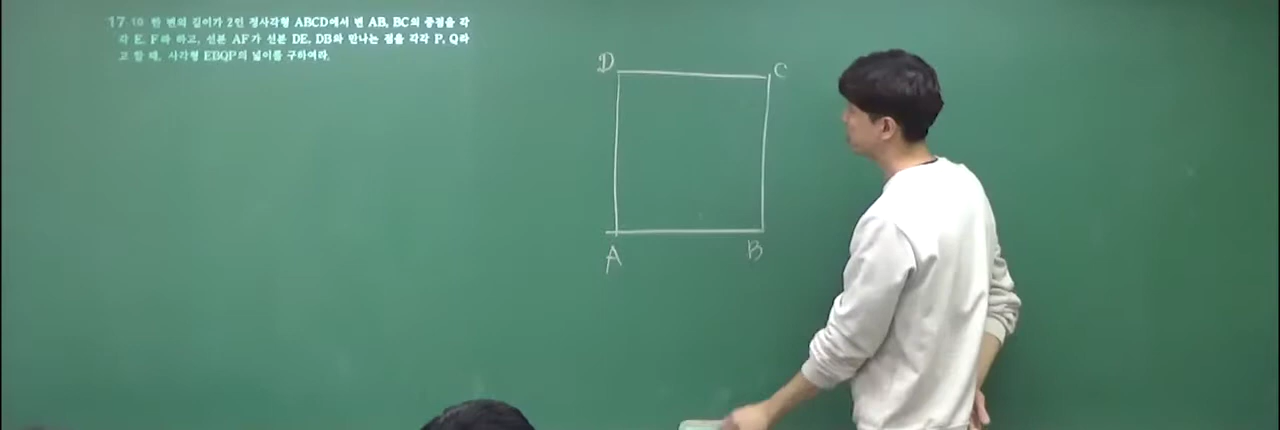 17.10 한 변의 길이가 2인 정사각형 ABCD에서 변 AB, BC의 중점을 각
각 E, F라 하고, 선분 AF가 선분 DE, DB와 만나는 점을 각각 P, Q라
고 할 때, 사각형 EBQP의 넓이를 구하여라.
D C
A B